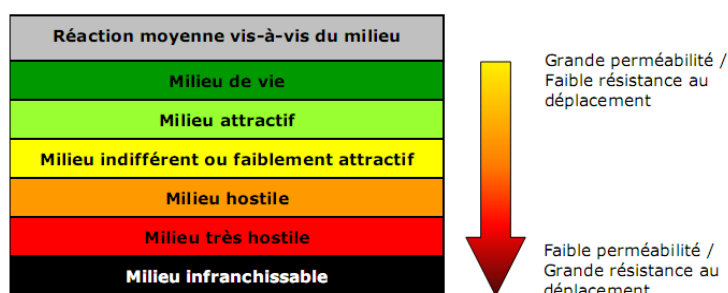 Réaction moyenne vis-à-vis du milieu
Milieu de vie
Milieu attractif
Milieu indifférent ou faiblement attractif
Milieu hostile
Milieu très hostile
Milieu infranchissable
Grande perméabilité /
Faible résistance au
déplacement
Faible perméabilité /
Grande résistance au
déplacement